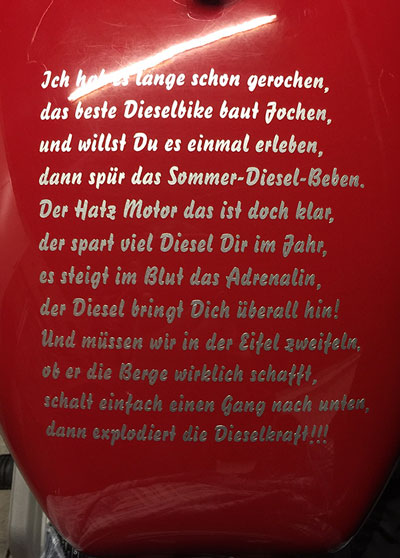 Ich hab es lange schon gerochen,
das beste Dieselbike baut Jochen,
und willst Du es einmal erleben,
dann spür das Sommer-Diesel-Beben.
Der Hatz Motor das ist doch klar,
der spart viel Diesel Dir im Jahr,
es steigt im Blut das Adrenalin,
der Diesel bringt Dich überall hin!
Und müssen wir in der Eifel zweifeln,
ob er die Berge wirklich schafft,
schalt einfach einen Gang nach unten,
dann explodiert die Dieselkraft!!!